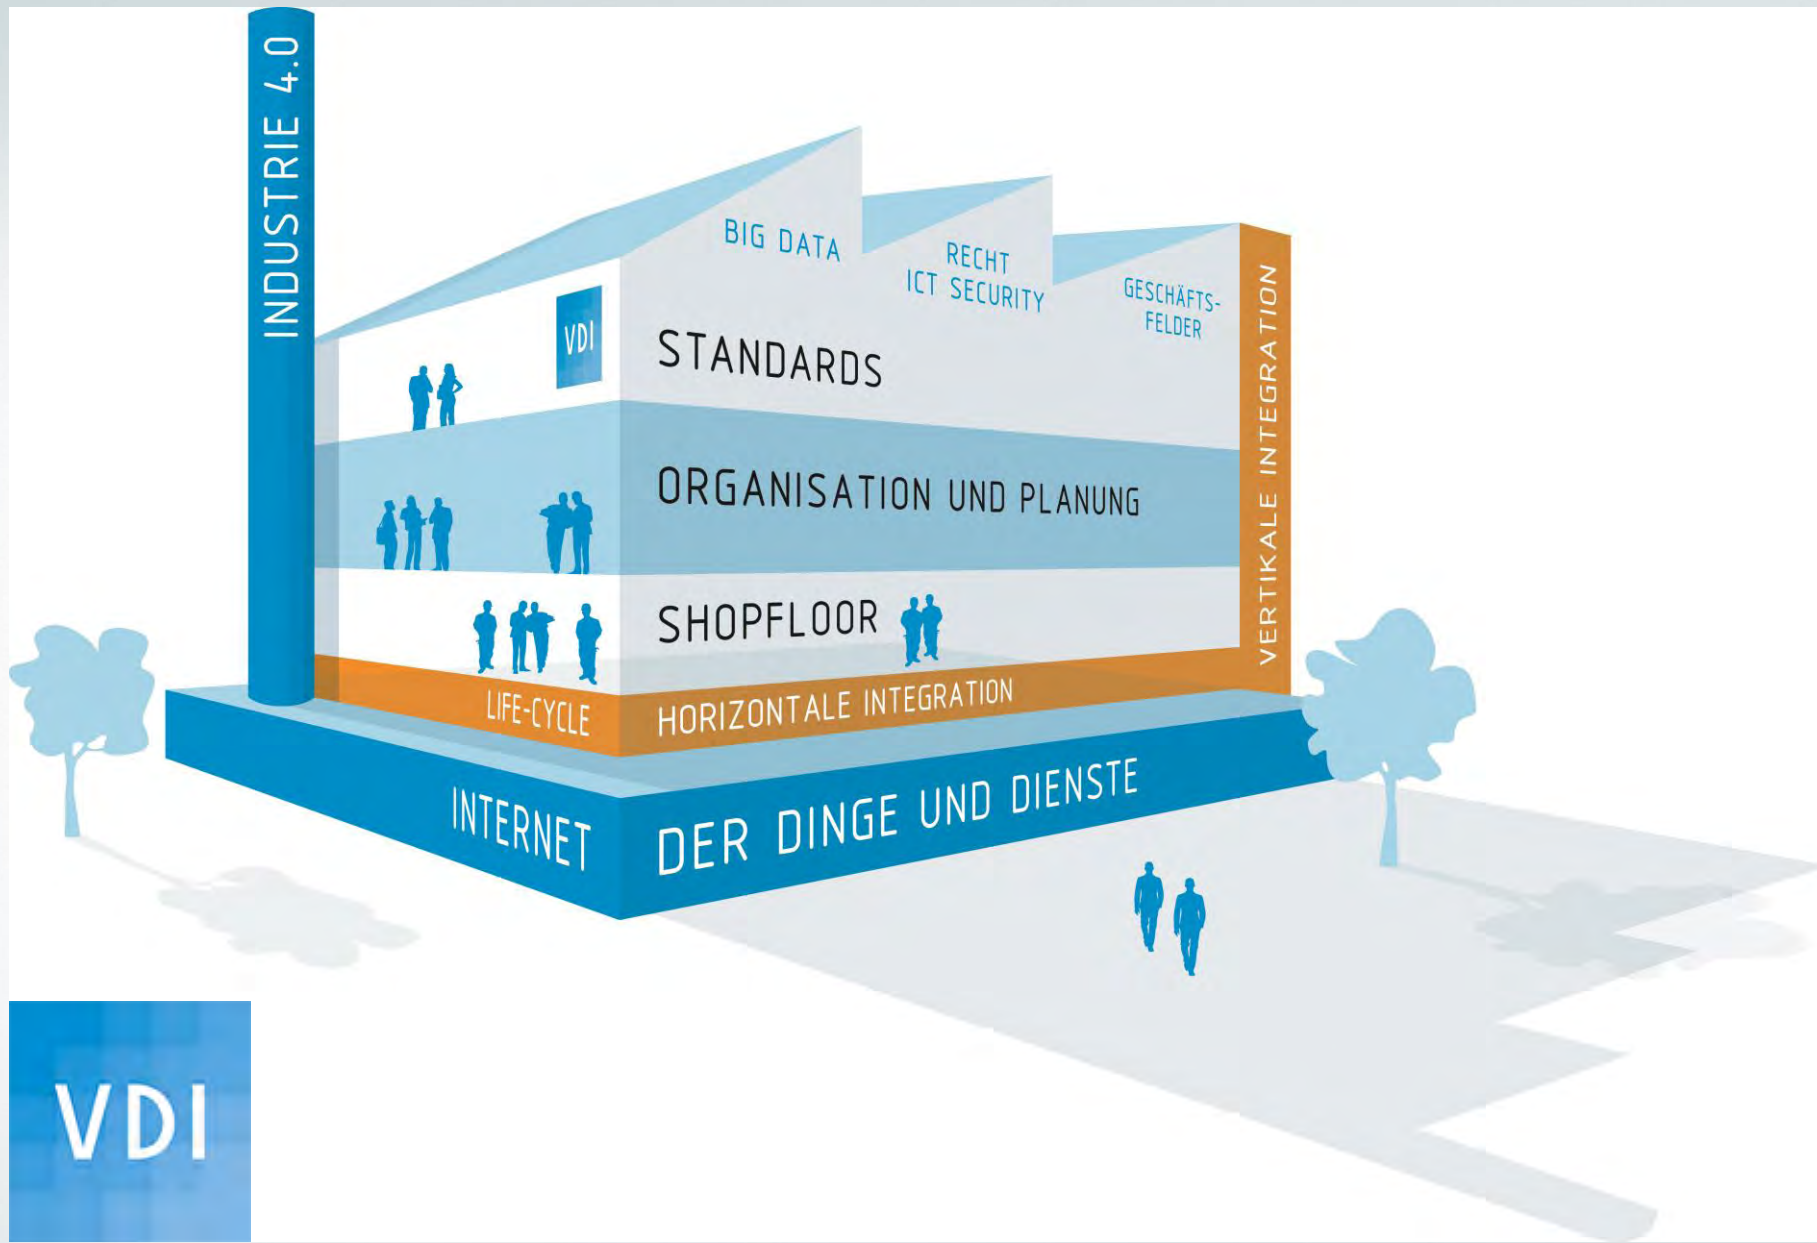 INDUSTRIE 4.0
BIG DATA
RECHT
ICT SECURITY
GESCHÄFTS-
FELDER
VDI
STANDARDS
ORGANISATION UND PLANUNG
SHOPFLOOR
VERTIKALE INTEGRATION
LIFE-CYCLE
HORIZONTALE INTEGRATION
INTERNET
DER DINGE UND DIENSTE
VDI